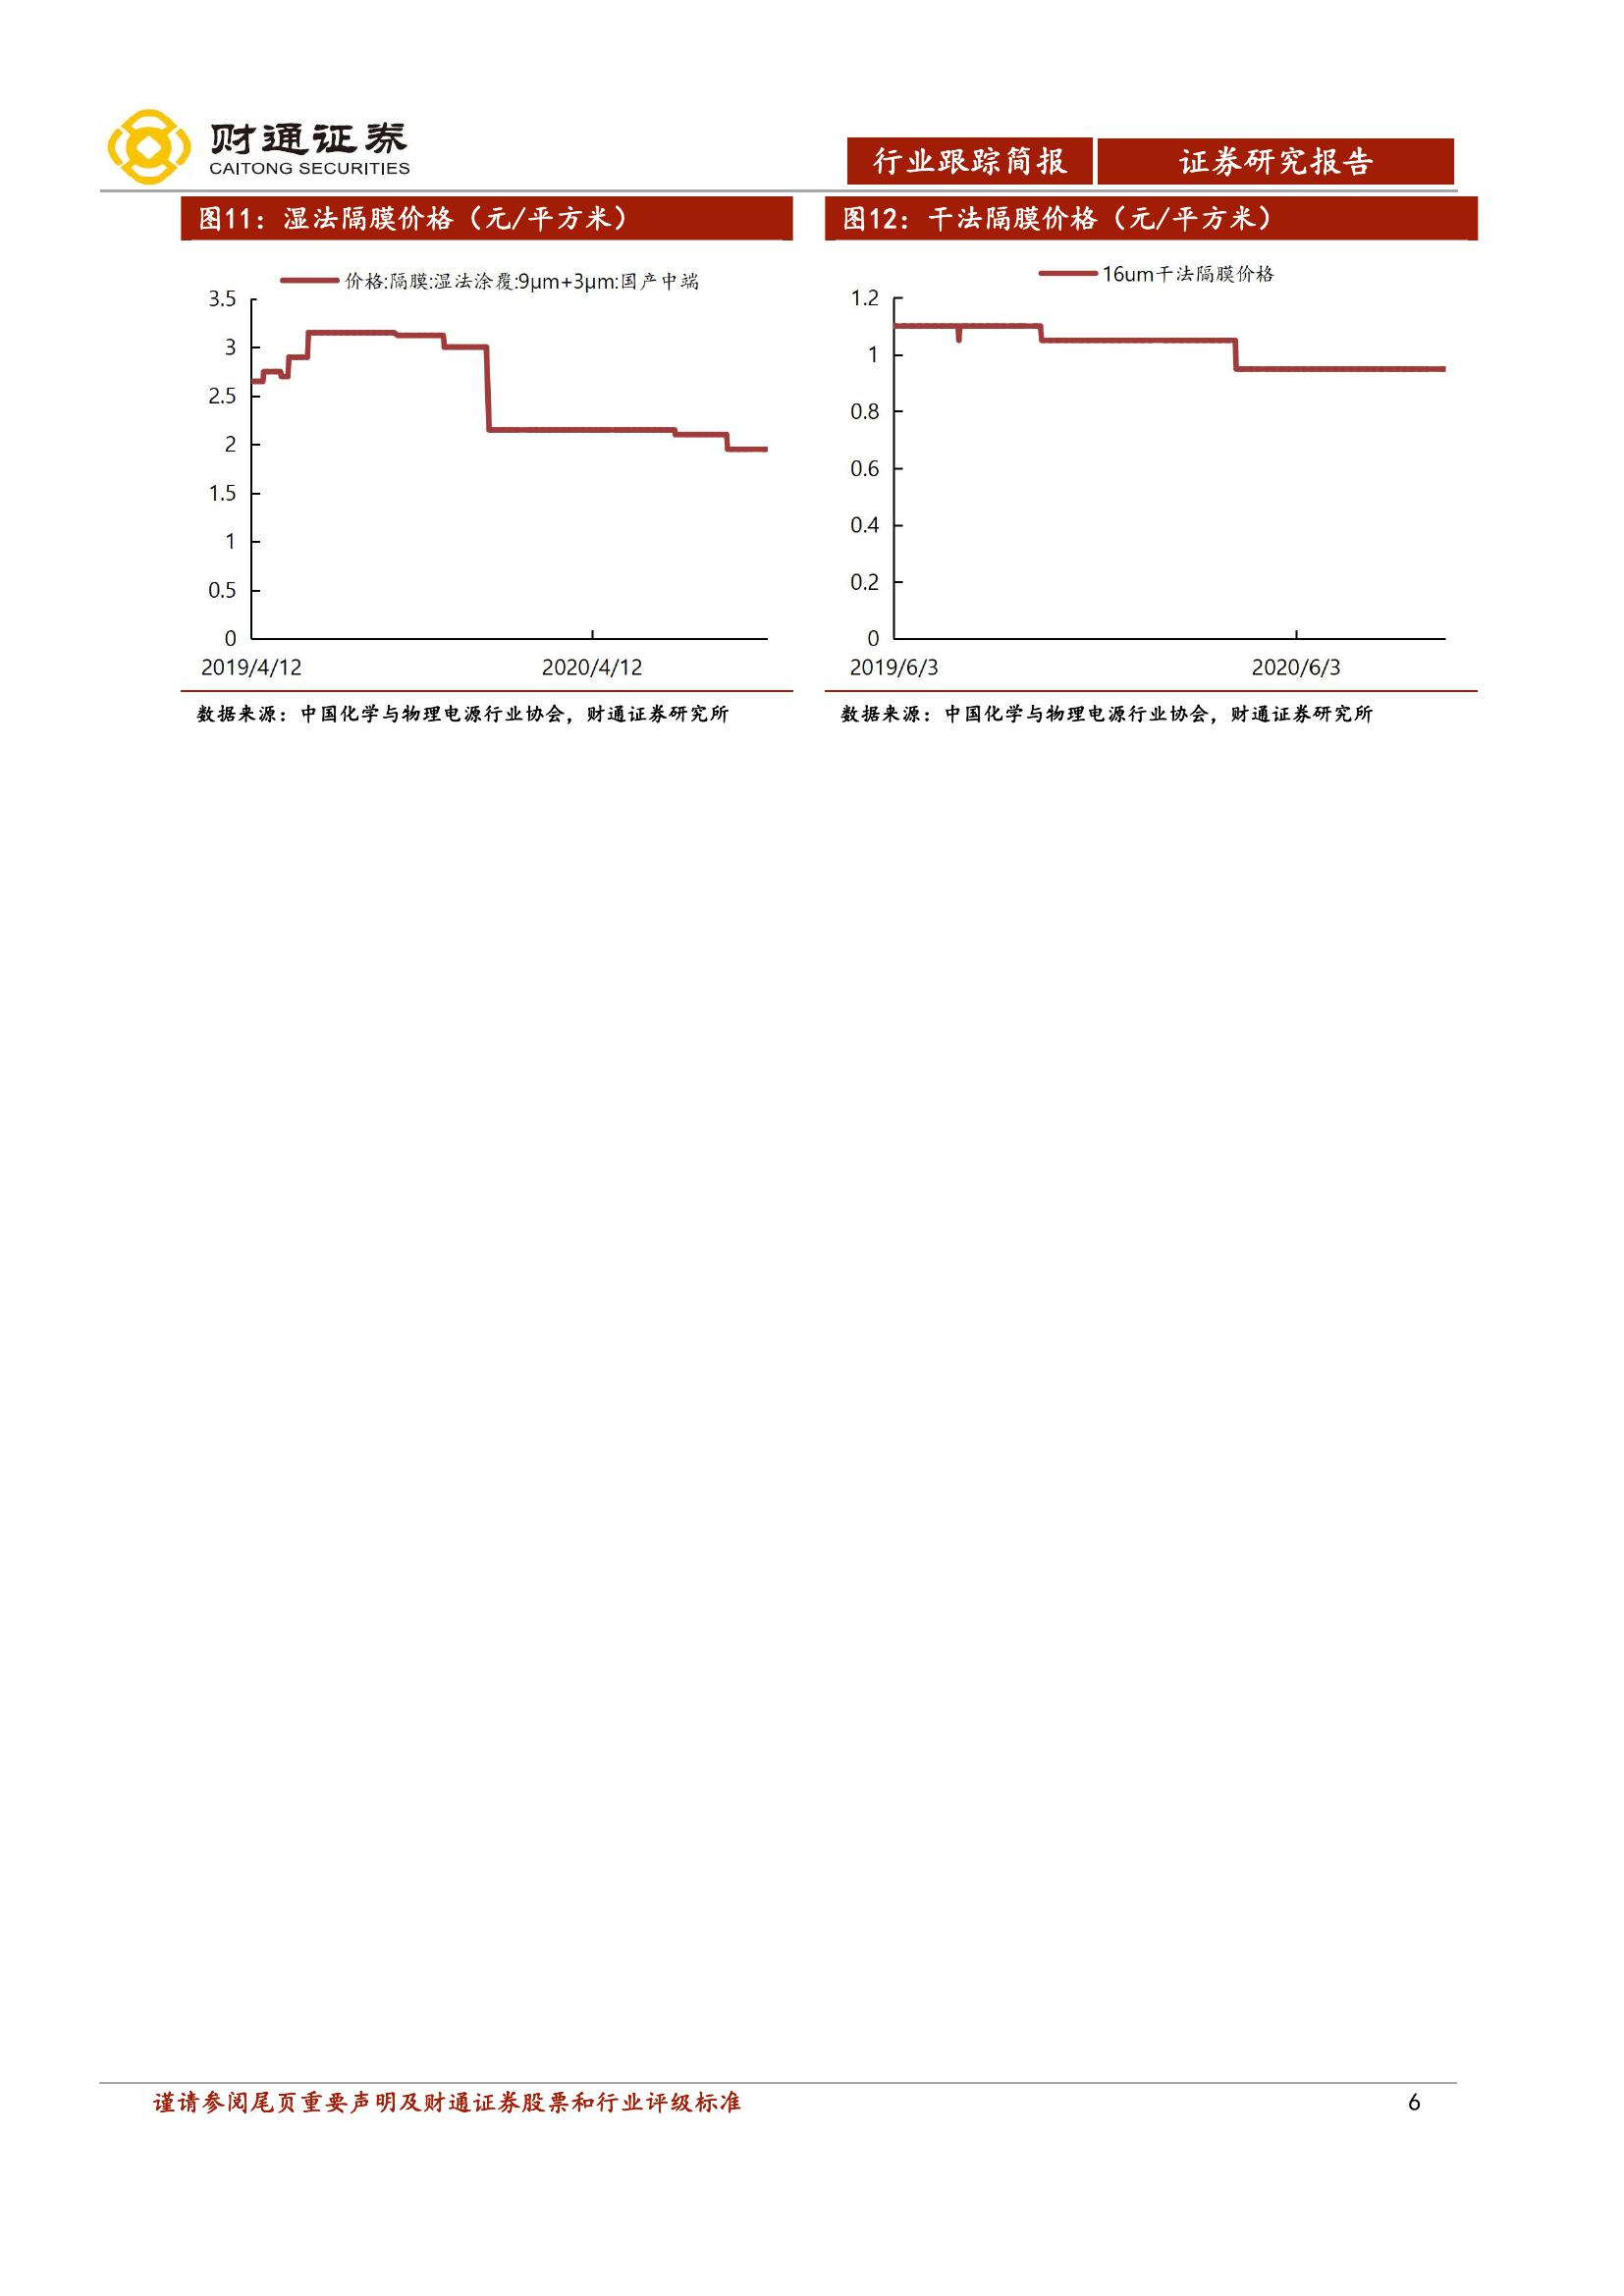 财通证券
CAITONG SECURITIES
行业跟踪简报 证券研究报告
图11：湿法隔膜价格（元/平方米）
价格:隔膜:湿法涂覆:9μm+3μm:国产中端
3.5
3
2.5
2
1.5
1
0.5
0
2019/4/12 2020/4/12
数据来源：中国化学与物理电源行业协会，财通证券研究所
图12：干法隔膜价格（元/平方米）
16um干法隔膜价格
1.2
1
0.8
0.6
0.4
0.2
0
2019/6/3 2020/6/3
数据来源：中国化学与物理电源行业协会，财通证券研究所
谨请参阅尾页重要声明及财通证券股票和行业评级标准 6